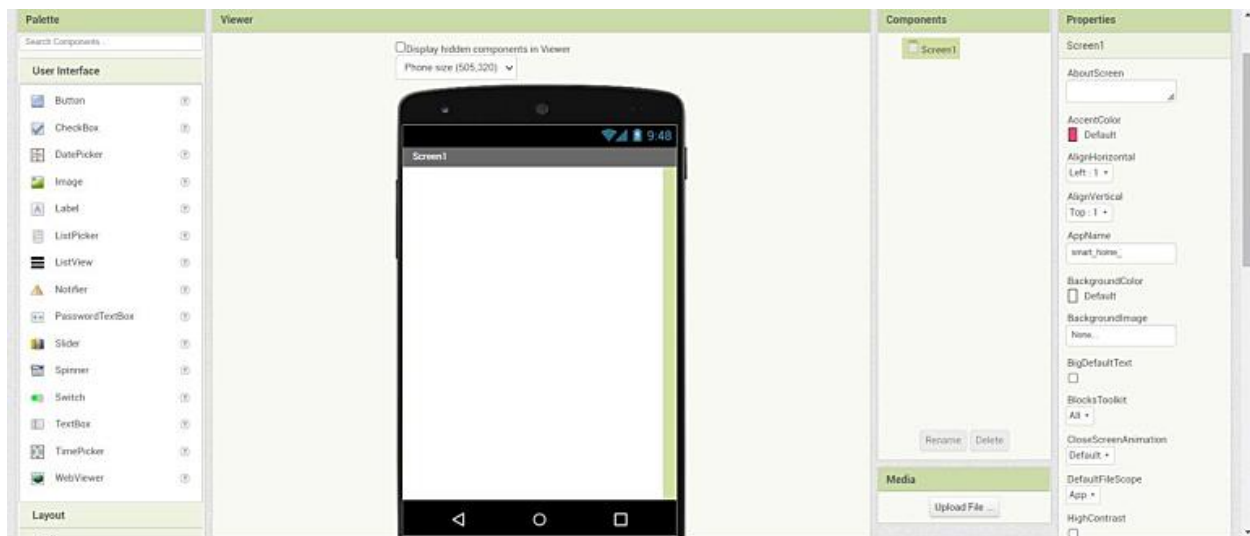 Palette
Search Components...
User Interface
Button
CheckBox
DatePicker
Image
Label
ListPicker
ListView
Notifier
PasswordTextBox
Slider
Spinner
Switch
TextBox
TimePicker
WebViewer
Layout
Viewer
Display hidden components in Viewer
Phone size (505,320)
9:48
Screen1
Components
Screen1
Rename Delete
Media
Upload File ...
Properties
Screen1
AboutScreen
AccentColor
Default
AlignHorizontal
Left : 1
AlignVertical
Top : 1
AppName
smart_home_
BackgroundColor
Default
BackgroundImage
None...
BigDefaultText
BlocksToolkit
All
CloseScreenAnimation
Default
DefaultFileScope
App
HighContrast